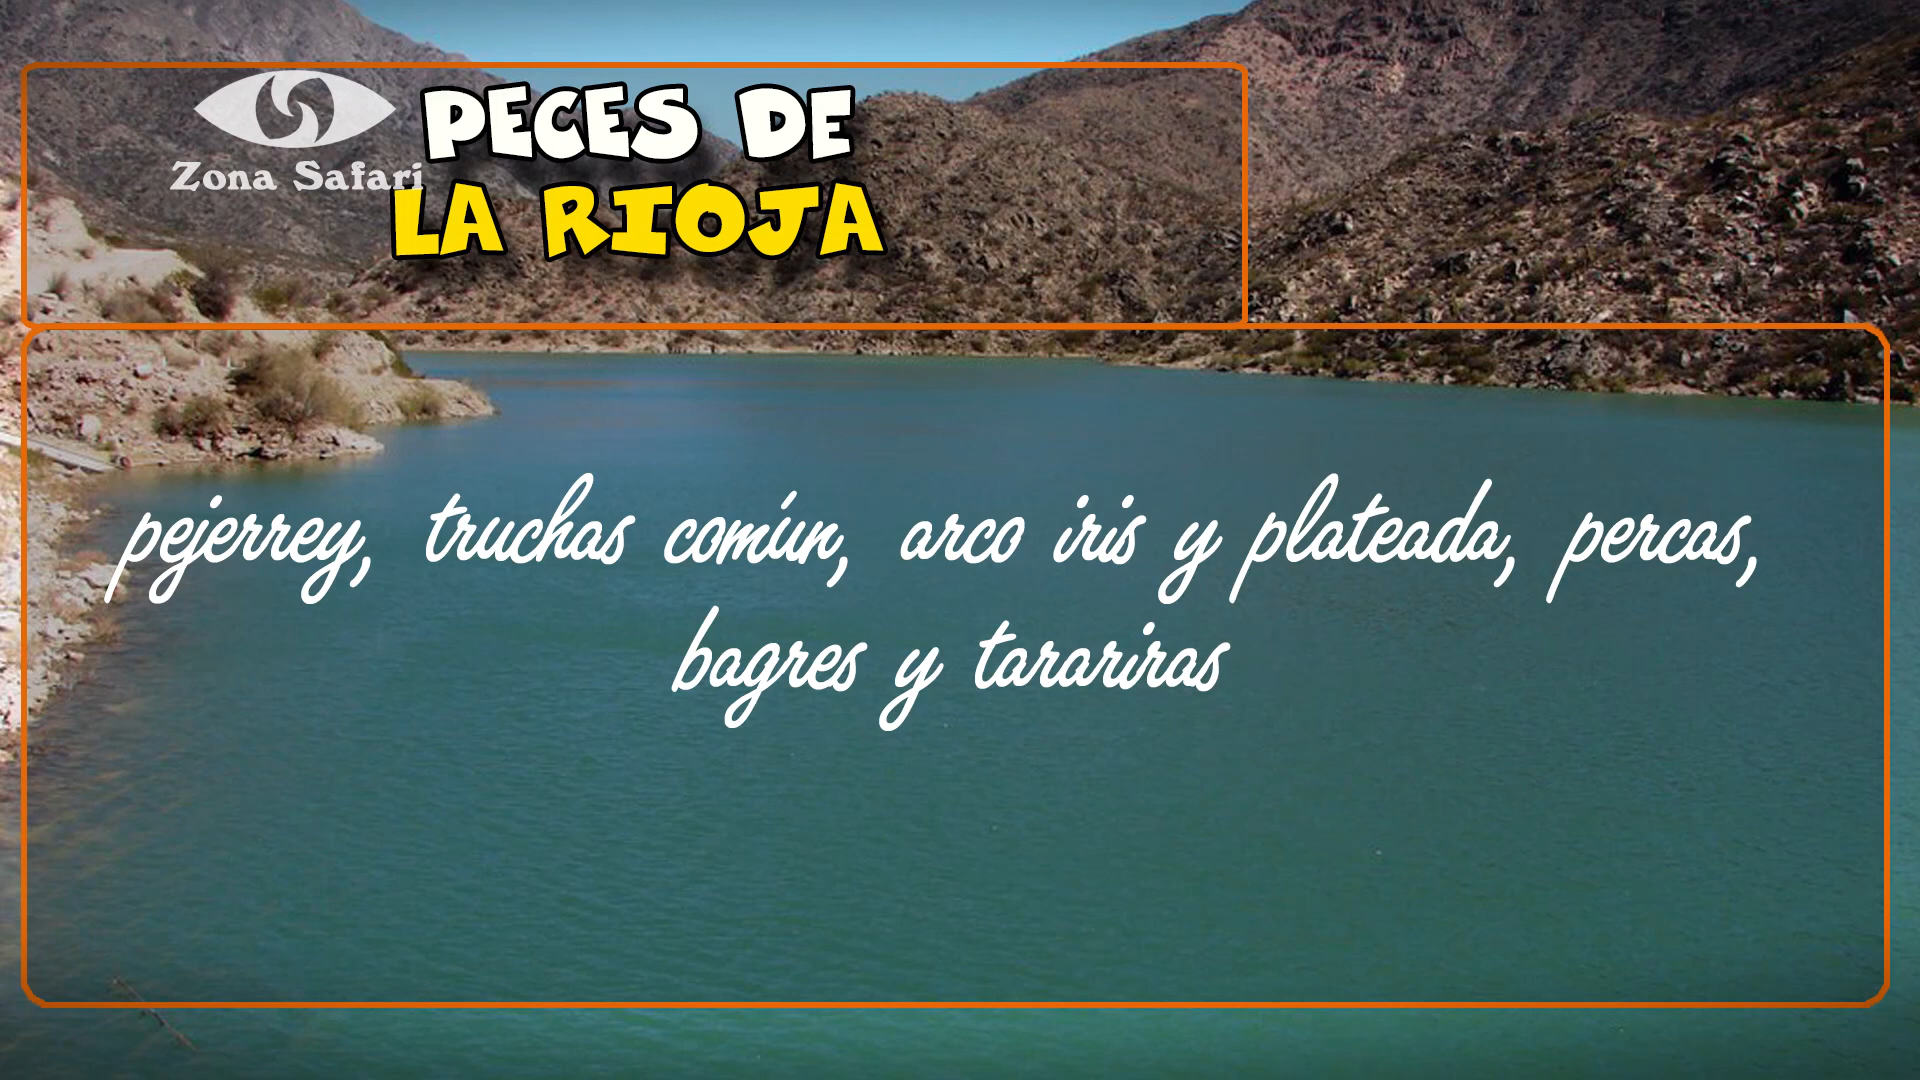 Zona Safari
PECES DE
LA RIOJA
pejerrey, truchas común, arco iris y plateada, percas,
bagres y tarariras